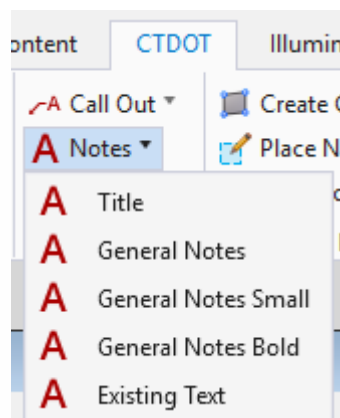 ontent CTDOT Illumin
A Call Out Create
A Notes Place N
A Title
A General Notes
A General Notes Small
A General Notes Bold
A Existing Text